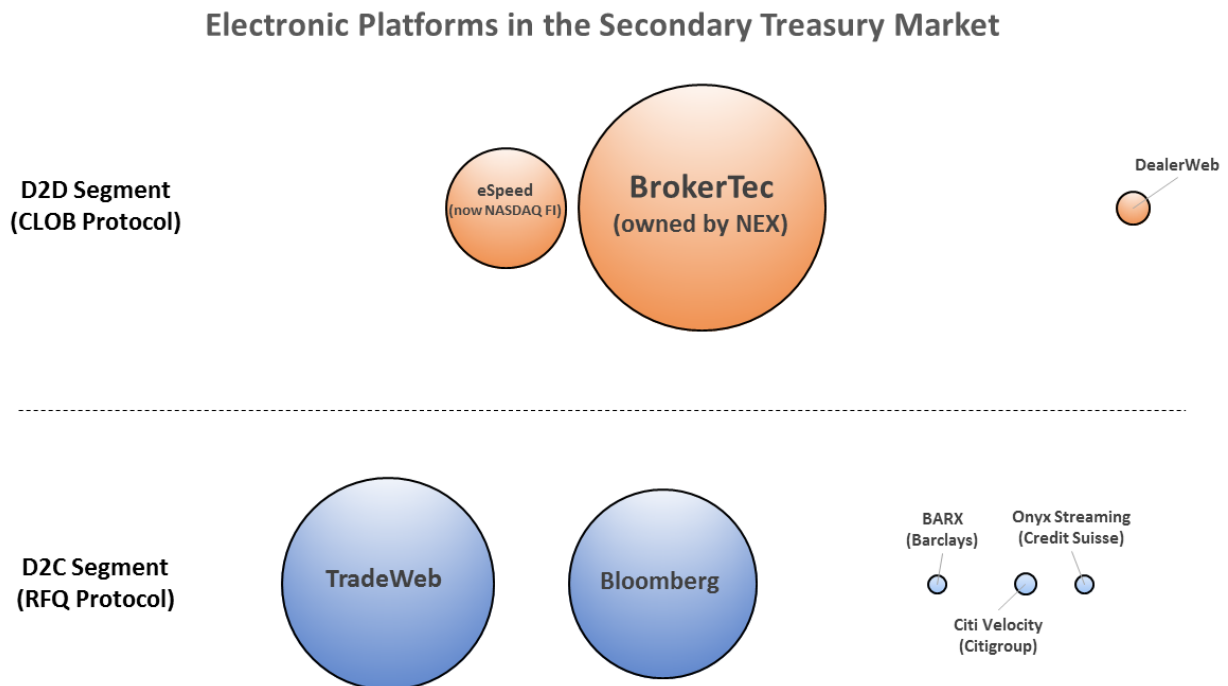 Electronic Platforms in the Secondary Treasury Market
D2D Segment
(CLOB Protocol)
eSpeed
(now NASDAQ FI)
BrokerTec
(owned by NEX)
DealerWeb
D2C Segment
(RFQ Protocol)
TradeWeb
Bloomberg
BARX
(Barclays)
Citi Velocity
(Citigroup)
Onyx Streaming
(Credit Suisse)